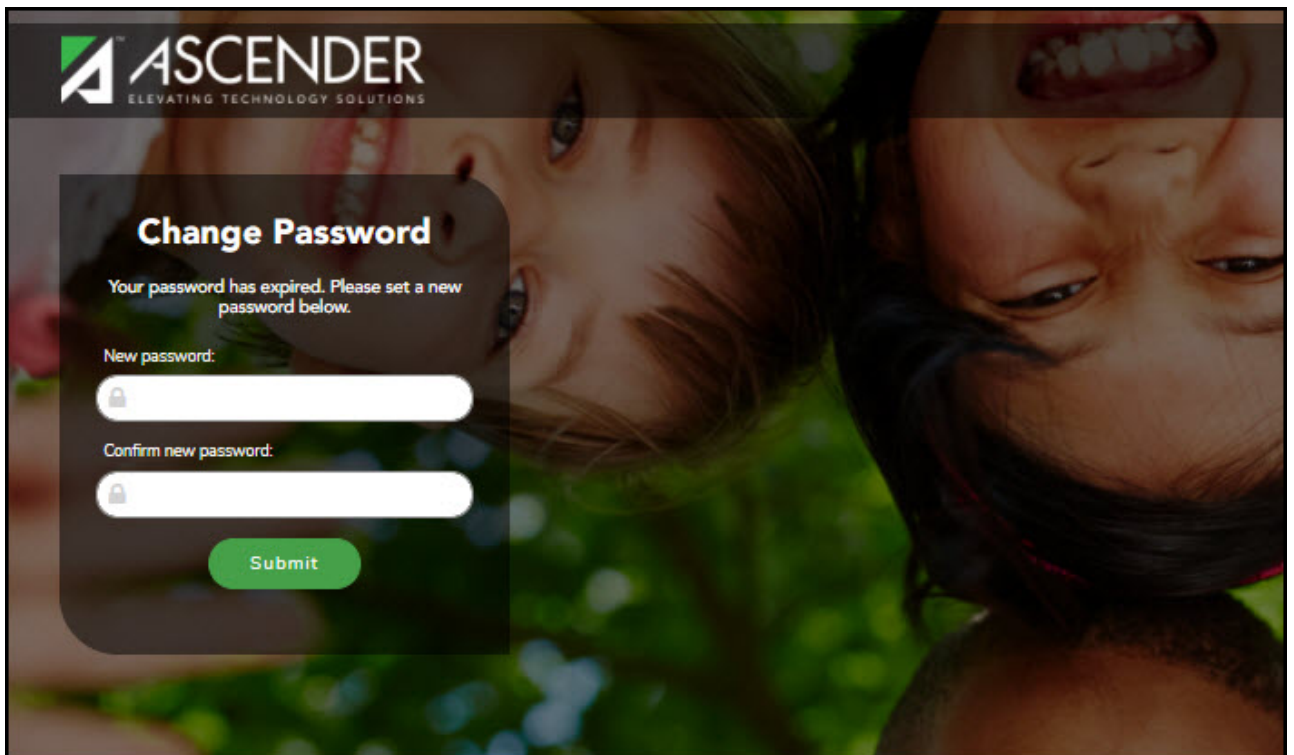 ASCENDER
ELEVATING TECHNOLOGY SOLUTIONS
Change Password
Your password has expired. Please set a new
password below.
New password:
Confirm new password:
Submit